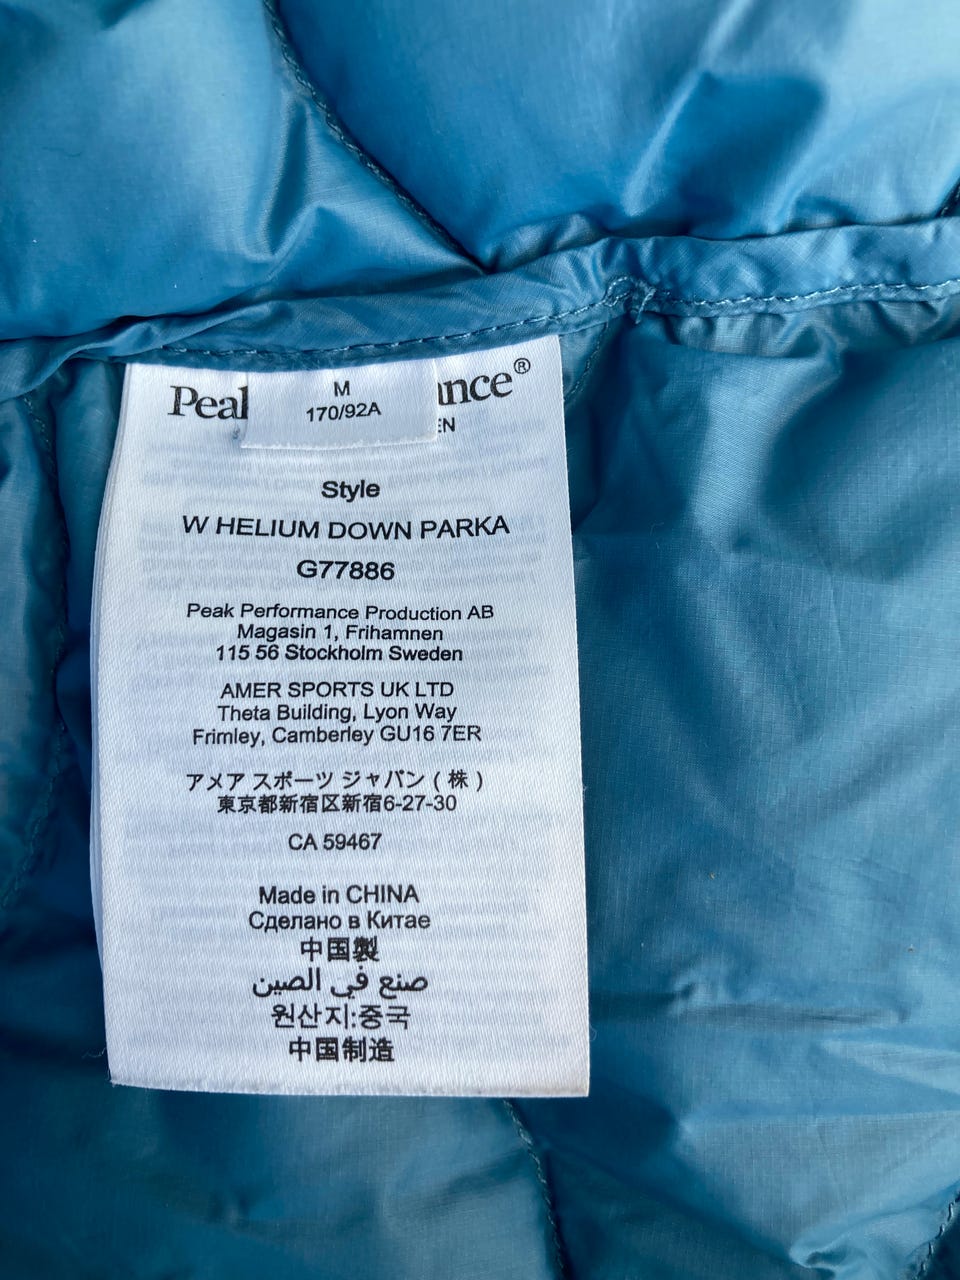 Peal
M
170/92A
nce®
EN
Style
W HELIUM DOWN PARKA
G77886
Peak Performance Production AB
Magasin 1, Frihamnen
115 56 Stockholm Sweden
AMER SPORTS UK LTD
Theta Building, Lyon Way
Frimley, Camberley GU16 7ER
アメア スポーツ ジャパン ( 株 )
東京都新宿区新宿6-27-30
CA 59467
Made in CHINA
Сделано в Китае
中国製
صنع في الصين
원산지:중국
中国制造